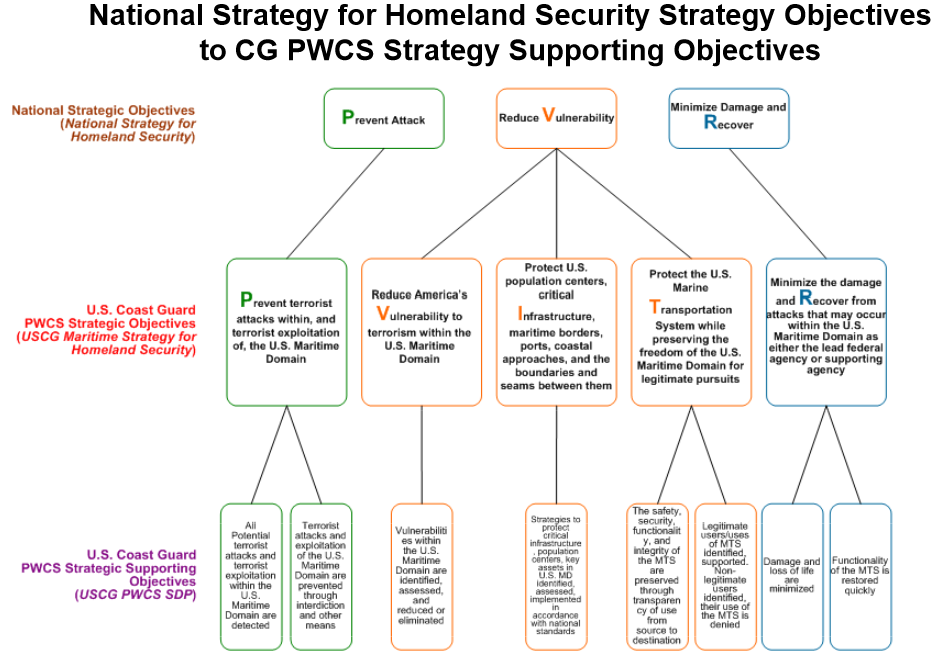 National Strategy for Homeland Security Strategy Objectives
to CG PWCS Strategy Supporting Objectives
National Strategic Objectives
(National Strategy for
Homeland Security)
Prevent Attack
Reduce Vulnerability
Minimize Damage and
Recover
U.S. Coast Guard
PWCS Strategic Objectives
(USCG Maritime Strategy for
Homeland Security)
Prevent terrorist
attacks within, and
terrorist exploitation
of, the U.S. Maritime
Domain
Reduce America's
Vulnerability to
terrorism within the
U.S. Maritime
Domain
Protect U.S.
population centers,
critical
Infrastructure,
maritime borders,
ports, coastal
approaches, and the
boundaries and
seams between them
Protect the U.S.
Marine
Transportation
System while
preserving the
freedom of the U.S.
Maritime Domain for
legitimate pursuits
Minimize the damage
and Recover from
attacks that may occur
within the U.S.
Maritime Domain as
either the lead federal
agency or supporting
agency
U.S. Coast Guard
PWCS Strategic Supporting
Objectives
(USCG PWCS SDP)
All
Potential
terrorist
attacks and
terrorist
exploitation
within the
U.S.
Maritime
Domain are
detected
Terrorist
attacks and
exploitation
of the U.S.
Maritime
Domain are
prevented
through
interdiction
and other
means
Vulnerabiliti
es within
the U.S.
Maritime
Domain are
identified,
assessed,
and
reduced or
eliminated
Strategies to
protect
critical
infrastructure
, population
centers, key
assets in
U.S. MD
identified,
assessed,
implemented
in
accordance
with national
standards
The safety,
security,
functionalit
y, and
integrity of
the MTS
are
preserved
through
transparen
cy of use
from
source to
destination
Legitimate
users/uses
of MTS
identified,
supported.
Non-
legitimate
users
identified,
their use of
the MTS is
denied
Damage and
loss of life
are
minimized
Functionality
of the MTS is
restored
quickly